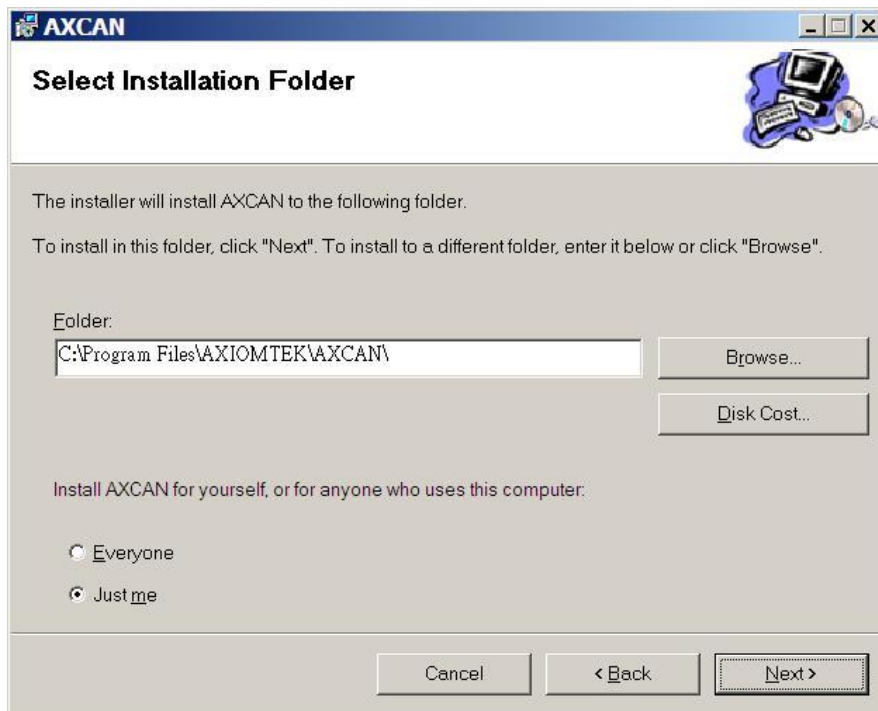 AXCAN
Select Installation Folder
The installer will install AXCAN to the following folder.
To install in this folder, click "Next". To install to a different folder, enter it below or click "Browse".
Folder:
C:\Program Files\AXIOMTEK\AXCAN\
Browse...
Disk Cost...
Install AXCAN for yourself, or for anyone who uses this computer:
Everyone
Just me
Cancel
< Back
Next >